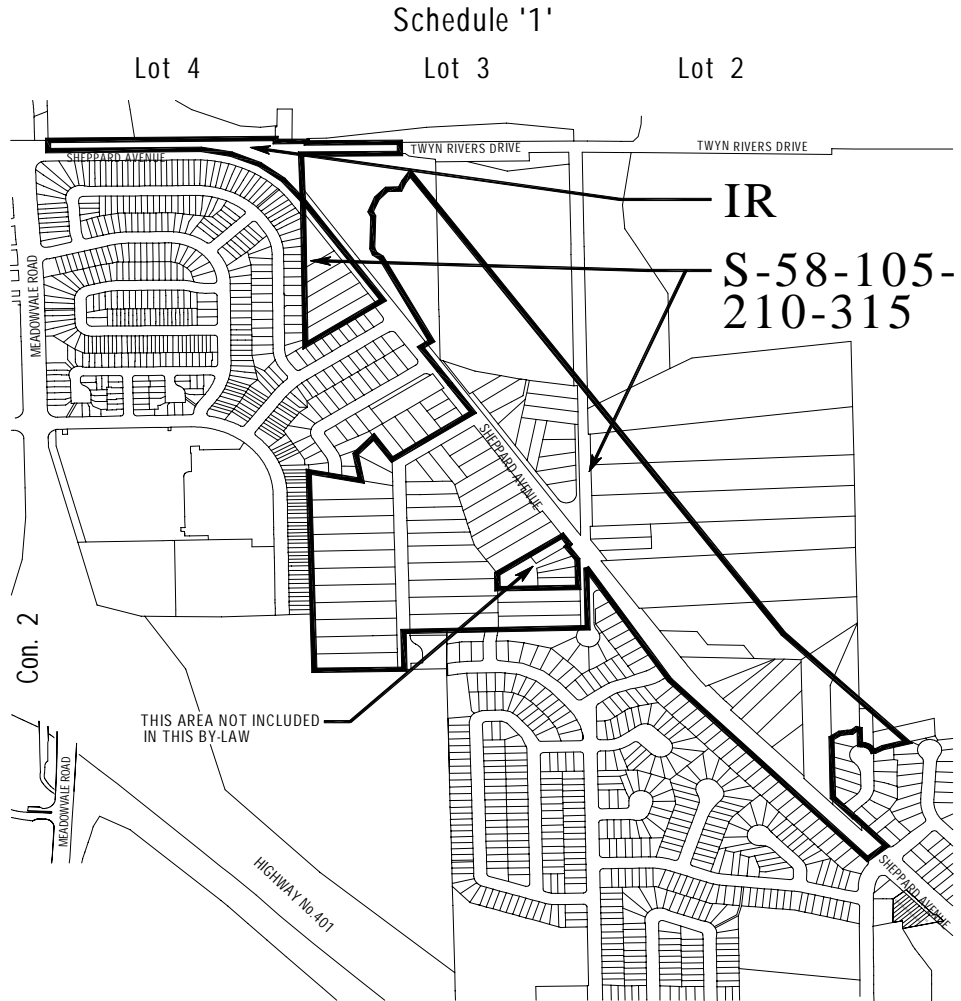 Schedule '1'
Lot 4
Lot 3
Lot 2
SHEPPARD AVENUE
TWYN RIVERS DRIVE
TWYN RIVERS DRIVE
IR
S-58-105-
210-315
MEADOWVALE ROAD
SHEPPARD AVENUE
Con. 2
THIS AREA NOT INCLUDED
IN THIS BY-LAW
MEADOWVALE ROAD
HIGHWAY No.401
SHEPPARD AVENUE